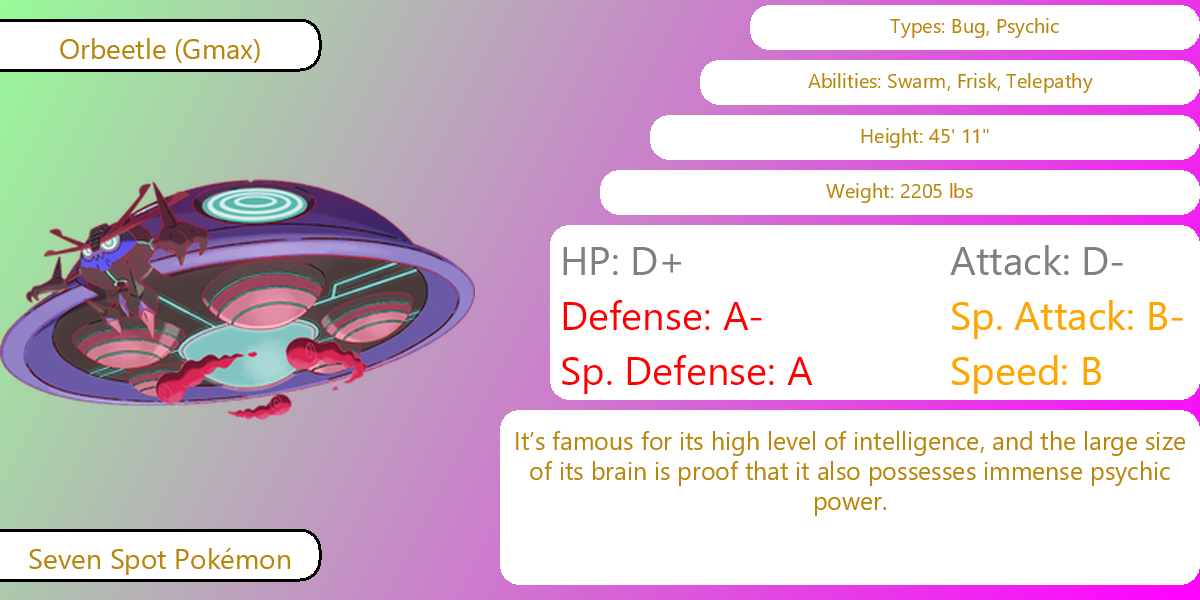 Orbeetle (Gmax)
Types: Bug, Psychic
Abilities: Swarm, Frisk, Telepathy
Height: 45' 11"
Weight: 2205 lbs
HP: D+
Attack: D-
Defense: A-
Sp. Attack: B-
Sp. Defense: A
Speed: B
It’s famous for its high level of intelligence, and the large size
of its brain is proof that it also possesses immense psychic
power.
Seven Spot Pokémon